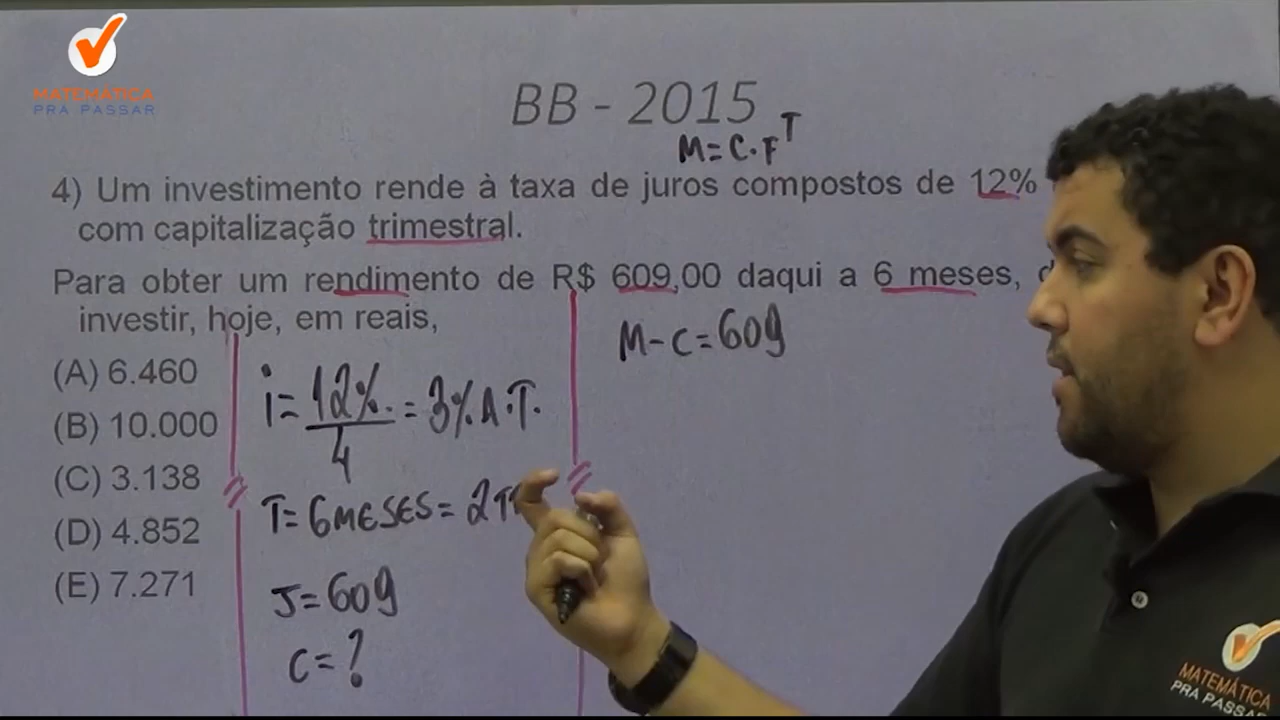 MATEMÁTICA
PRA PASSAR
BB - 2015
M=C.F^T
4) Um investimento rende à taxa de juros compostos de 12%
com capitalização trimestral.
Para obter um rendimento de R$ 609,00 daqui a 6 meses,
investir, hoje, em reais,
(A) 6.460
(B) 10.000
(C) 3.138
(D) 4.852
(E) 7.271
i=12%/4=3%A.T.
T=6MESES=2
J=609
C=?
M-C=609
MATEMÁTICA
PRA PASSAR